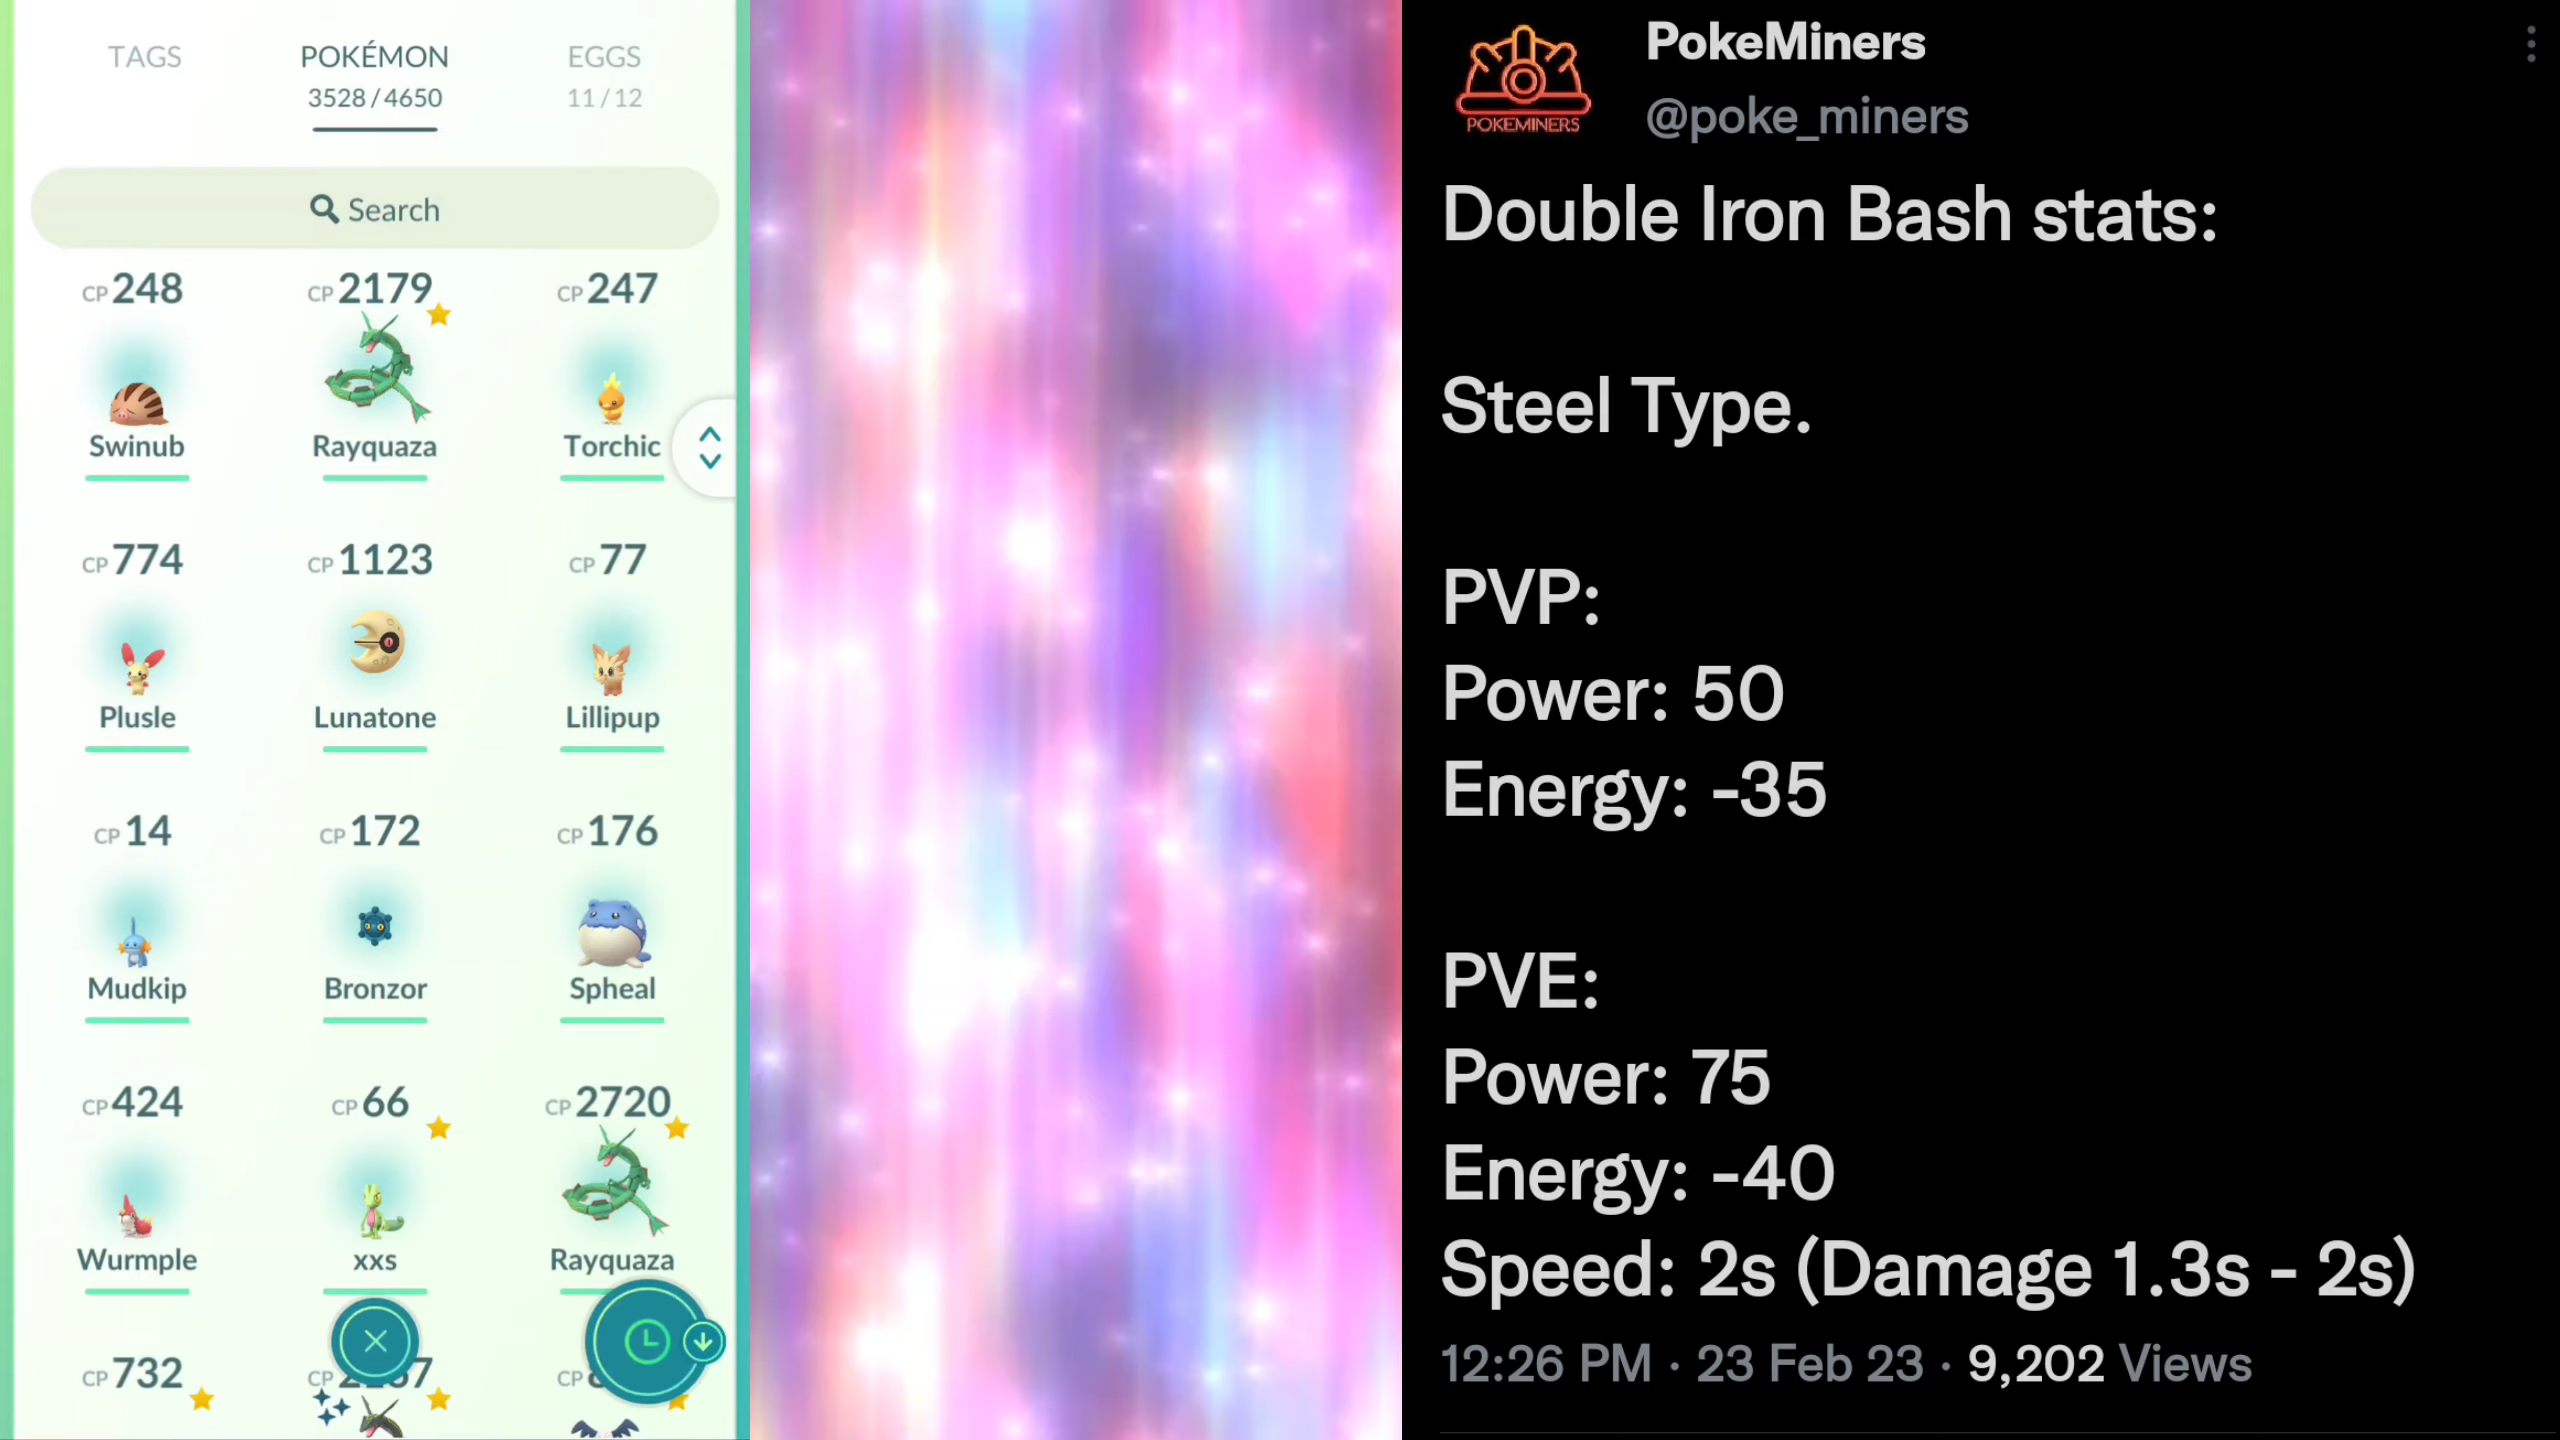 TAGS
POKÉMON
EGGS
3528 / 4650
11 / 12
Search
CP 248
CP 2179
CP 247
Swinub
Rayquaza
Torchic
CP 774
CP 1123
CP 77
Plusle
Lunatone
Lillipup
CP 14
CP 172
CP 176
Mudkip
Bronzor
Spheal
CP 424
CP 66
CP 2720
Wurmple
xxs
Rayquaza
CP 732
CP
CP
PokeMiners
@poke_miners
POKEMINERS
Double Iron Bash stats:
Steel Type.
PVP:
Power: 50
Energy: -35
PVE:
Power: 75
Energy: -40
Speed: 2s (Damage 1.3s - 2s)
12:26 PM · 23 Feb 23 · 9,202 Views